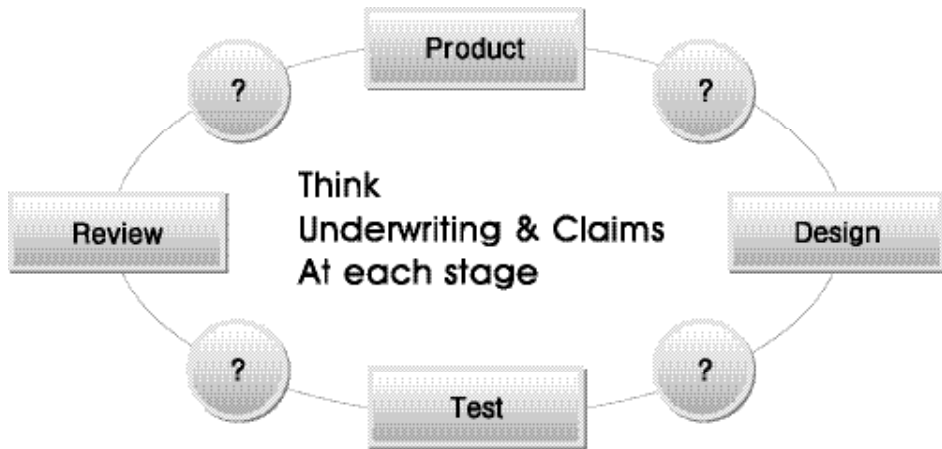 Product
?
?
Think
Underwriting & Claims
At each stage
Review
Design
?
?
Test